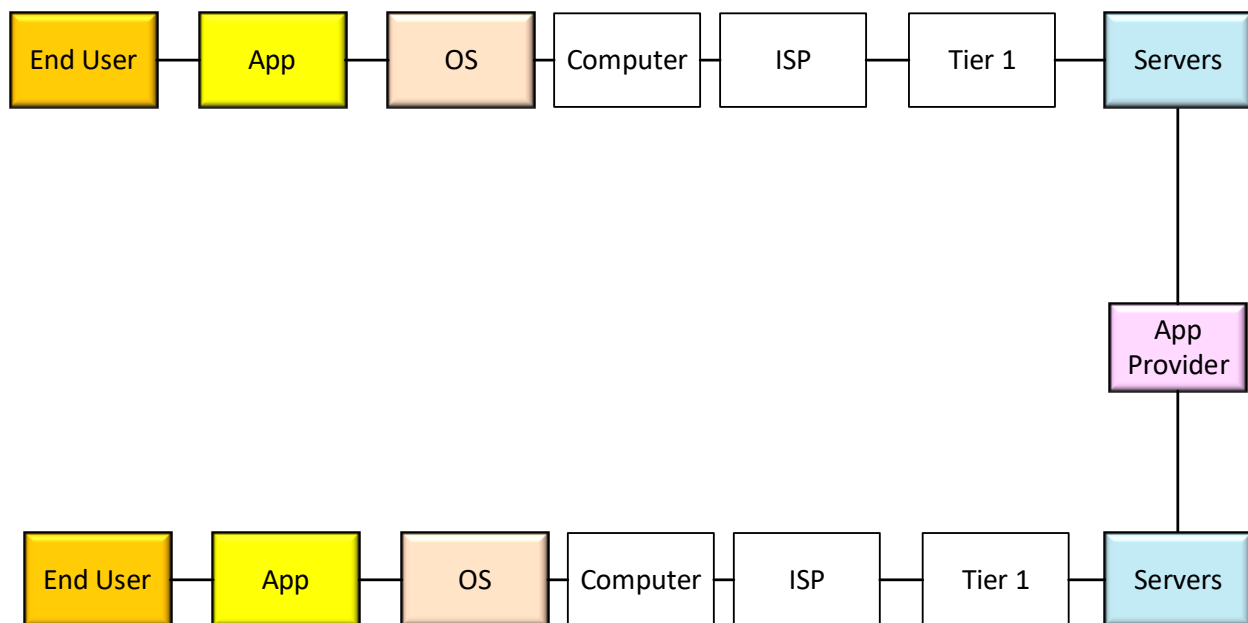 End User
App
OS
Computer
ISP
Tier 1
Servers
App
Provider
End User
App
OS
Computer
ISP
Tier 1
Servers